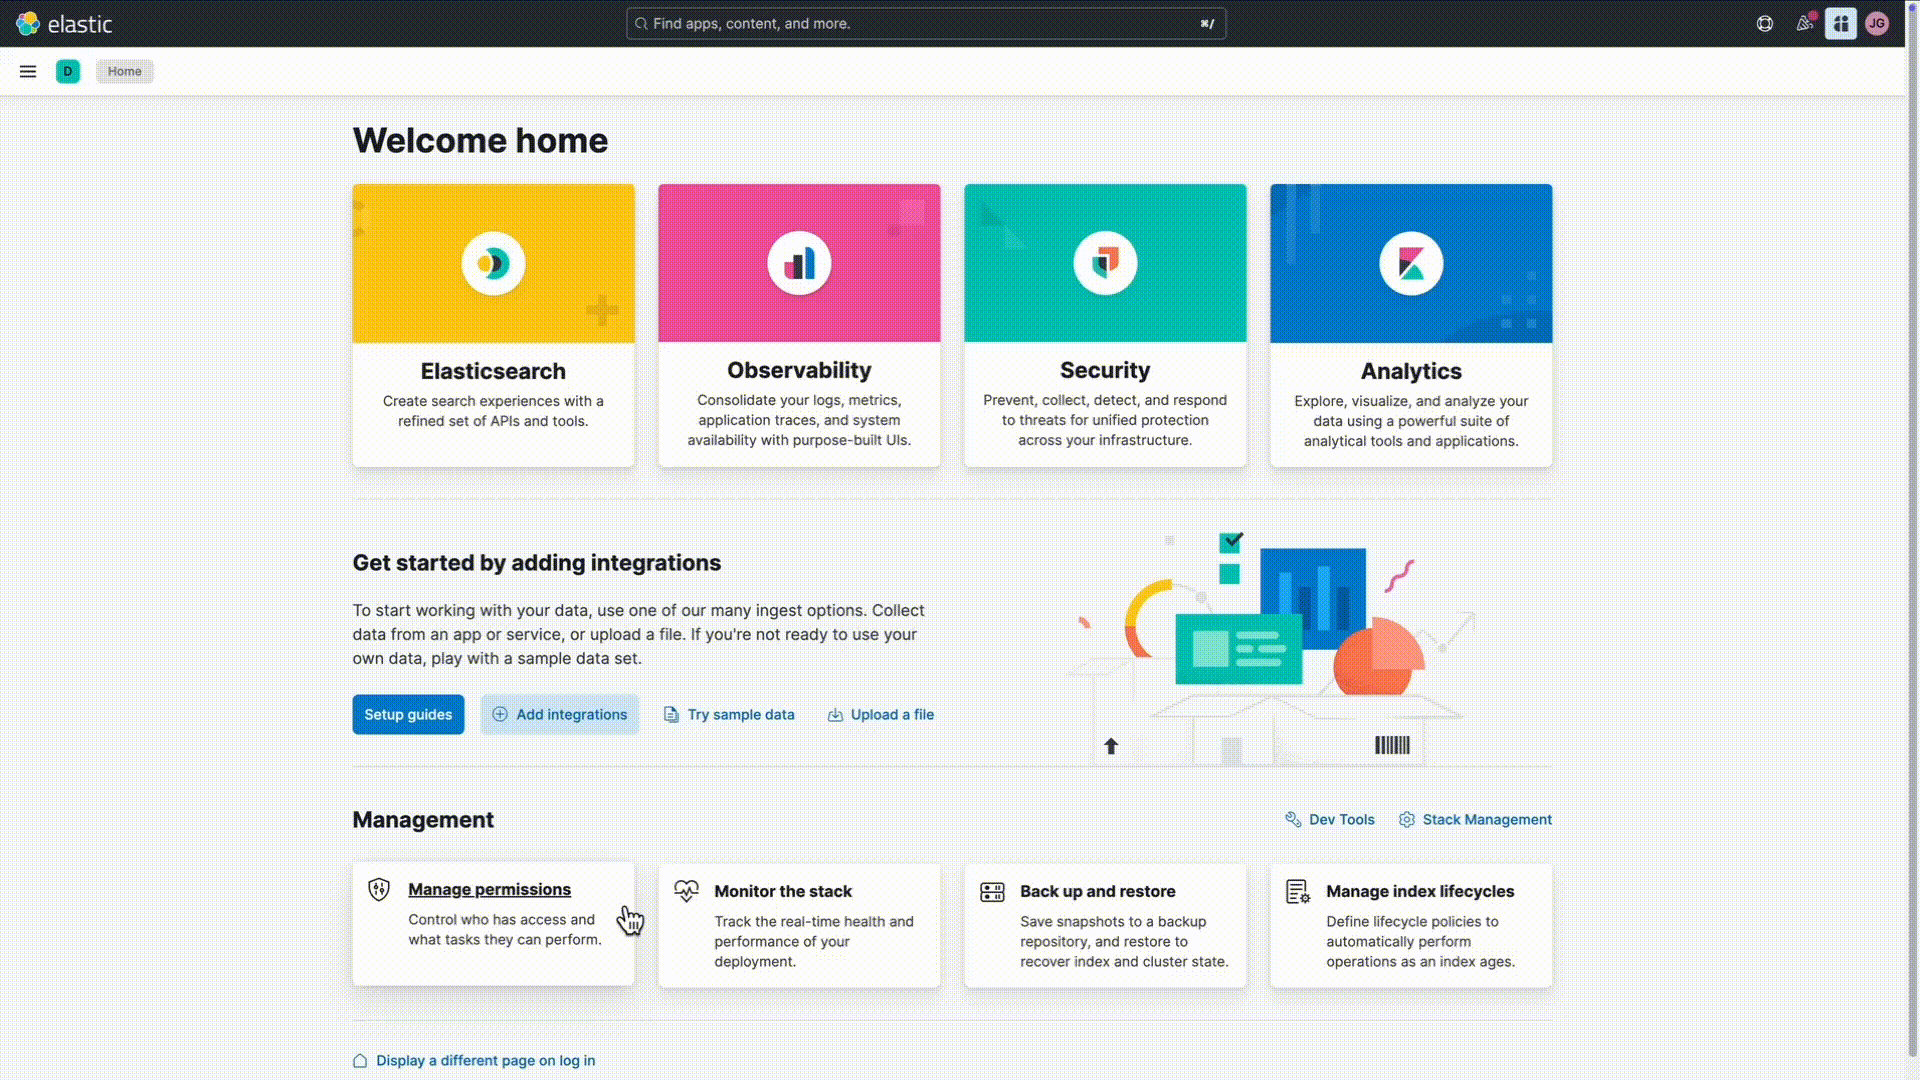 elastic
Find apps, content, and more.
⌘/
JG
D
Home
Welcome home
Elasticsearch
Create search experiences with a
refined set of APIs and tools.
Observability
Consolidate your logs, metrics,
application traces, and system
availability with purpose-built UIs.
Security
Prevent, collect, detect, and respond
to threats for unified protection
across your infrastructure.
Analytics
Explore, visualize, and analyze your
data using a powerful suite of
analytical tools and applications.
Get started by adding integrations
To start working with your data, use one of our many ingest options. Collect
data from an app or service, or upload a file. If you're not ready to use your
own data, play with a sample data set.
Setup guides
Add integrations
Try sample data
Upload a file
Management
Dev Tools
Stack Management
Manage permissions
Control who has access and
what tasks they can perform.
Monitor the stack
Track the real-time health and
performance of your
deployment.
Back up and restore
Save snapshots to a backup
repository, and restore to
recover index and cluster state.
Manage index lifecycles
Define lifecycle policies to
automatically perform
operations as an index ages.
Display a different page on log in